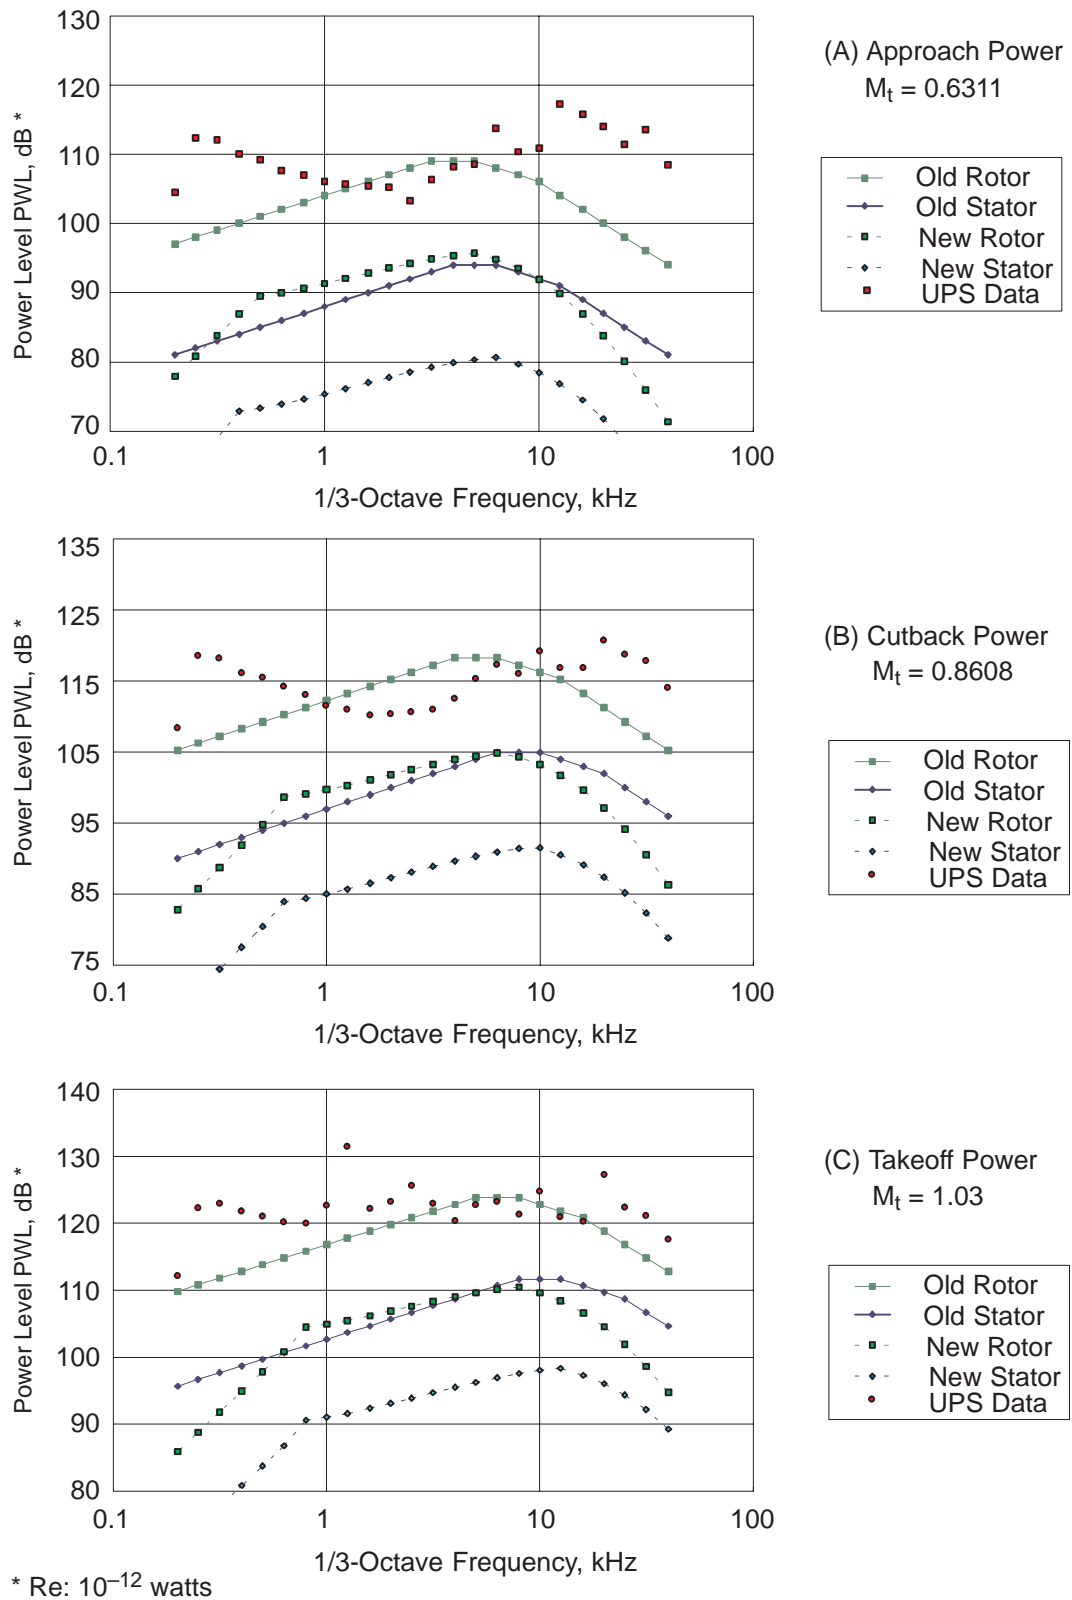 130
120
110
100
90
80
70
Power Level PWL, dB *
0.1
1
10
100
1/3-Octave Frequency, kHz
(A) Approach Power
Mt = 0.6311
Old Rotor
Old Stator
New Rotor
New Stator
UPS Data
135
125
115
105
95
85
75
Power Level PWL, dB *
0.1
1
10
100
1/3-Octave Frequency, kHz
(B) Cutback Power
Mt = 0.8608
Old Rotor
Old Stator
New Rotor
New Stator
UPS Data
140
130
120
110
100
90
80
Power Level PWL, dB *
0.1
1
10
100
1/3-Octave Frequency, kHz
(C) Takeoff Power
Mt = 1.03
Old Rotor
Old Stator
New Rotor
New Stator
UPS Data
* Re: 10–12 watts